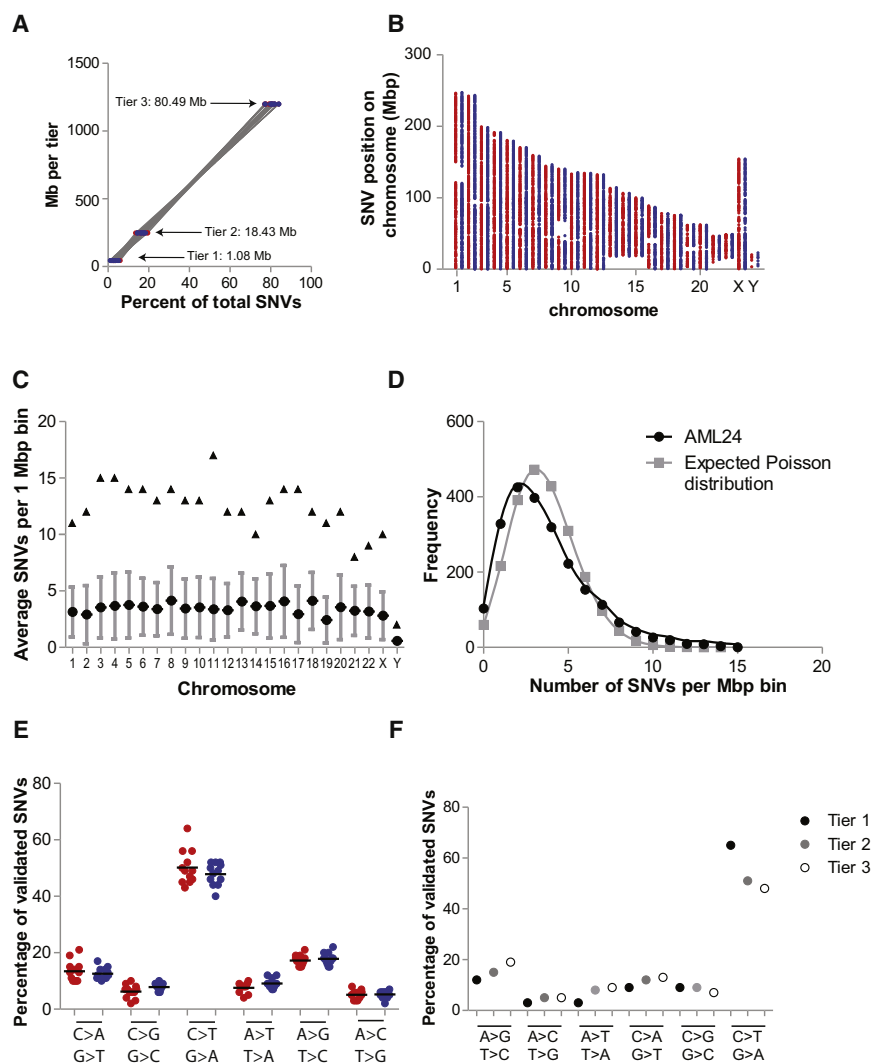 A
Mb per tier
1500
1000
500
0
Tier 3: 80.49 Mb
Tier 2: 18.43 Mb
Tier 1: 1.08 Mb
0 20 40 60 80 100
Percent of total SNVs
B
SNV position on
chromosome (Mbp)
300
200
100
0
1 5 10 15 20 X Y
chromosome
C
Average SNVs per 1 Mbp bin
20
15
10
5
0
1 2 3 4 5 6 7 8 9 10 11 12 13 14 15 16 17 18 19 20 21 22 X Y
Chromosome
D
Frequency
600
400
200
0
AML24
Expected Poisson
distribution
0 5 10 15 20
Number of SNVs per Mbp bin
E
Percentage of validated SNVs
80
60
40
20
0
C>A C>G C>T A>T A>G A>C
G>T G>C G>A T>A T>C T>G
F
Percentage of validated SNVs
80
60
40
20
0
Tier 1
Tier 2
Tier 3
A>G A>C A>T C>A C>G C>T
T>C T>G T>A G>T G>C G>A